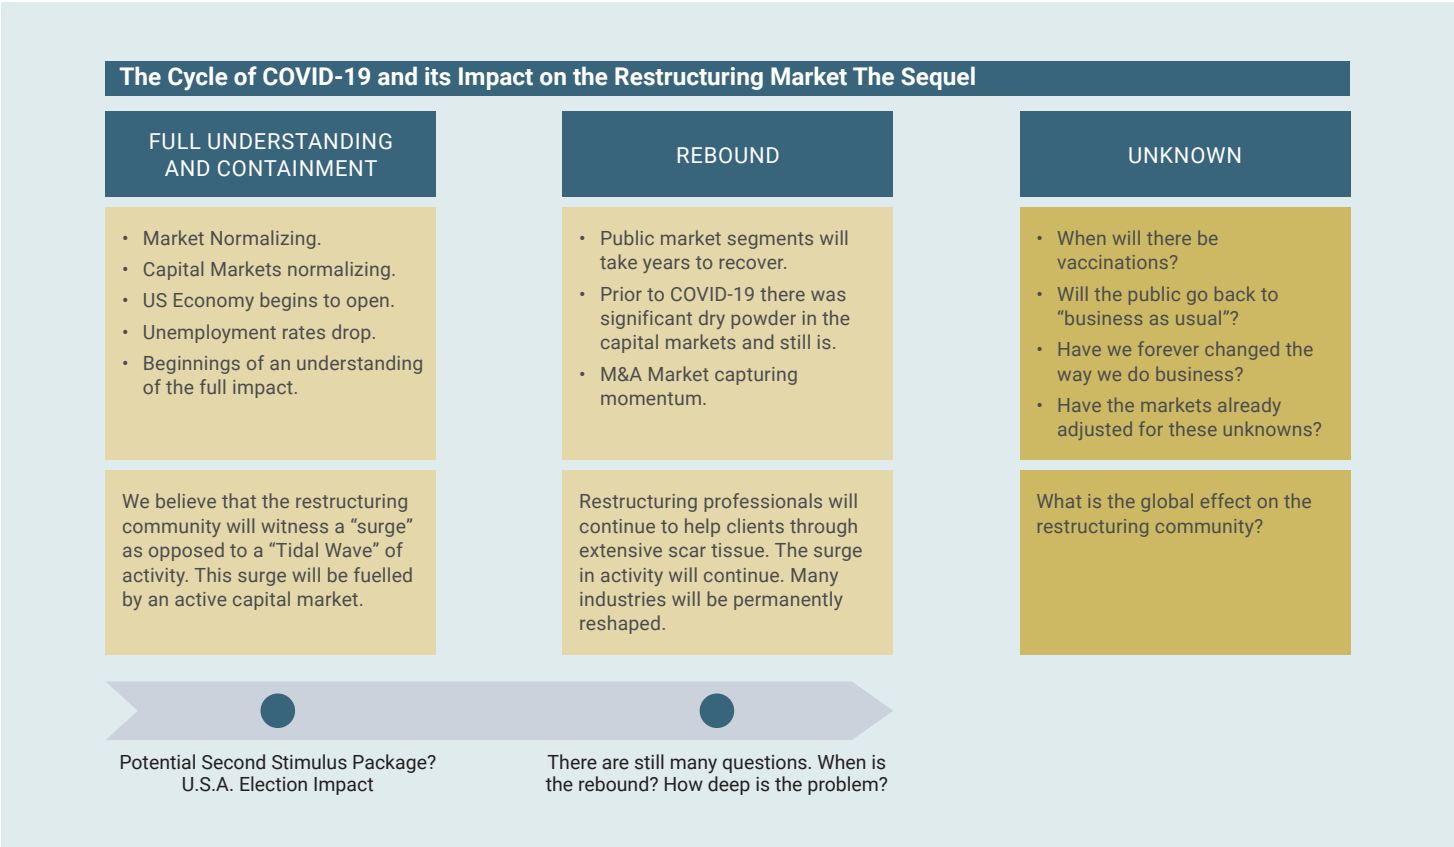 The Cycle of COVID-19 and its Impact on the Restructuring Market The Sequel
FULL UNDERSTANDING
AND CONTAINMENT
• Market Normalizing.
• Capital Markets normalizing.
• US Economy begins to open.
• Unemployment rates drop.
• Beginnings of an understanding
of the full impact.
We believe that the restructuring
community will witness a “surge”
as opposed to a “Tidal Wave” of
activity. This surge will be fuelled
by an active capital market.
REBOUND
• Public market segments will
take years to recover.
• Prior to COVID-19 there was
significant dry powder in the
capital markets and still is.
• M&A Market capturing
momentum.
Restructuring professionals will
continue to help clients through
extensive scar tissue. The surge
in activity will continue. Many
industries will be permanently
reshaped.
UNKNOWN
• When will there be
vaccinations?
• Will the public go back to
“business as usual”?
• Have we forever changed the
way we do business?
• Have the markets already
adjusted for these unknowns?
What is the global effect on the
restructuring community?
Potential Second Stimulus Package?
U.S.A. Election Impact
There are still many questions. When is
the rebound? How deep is the problem?